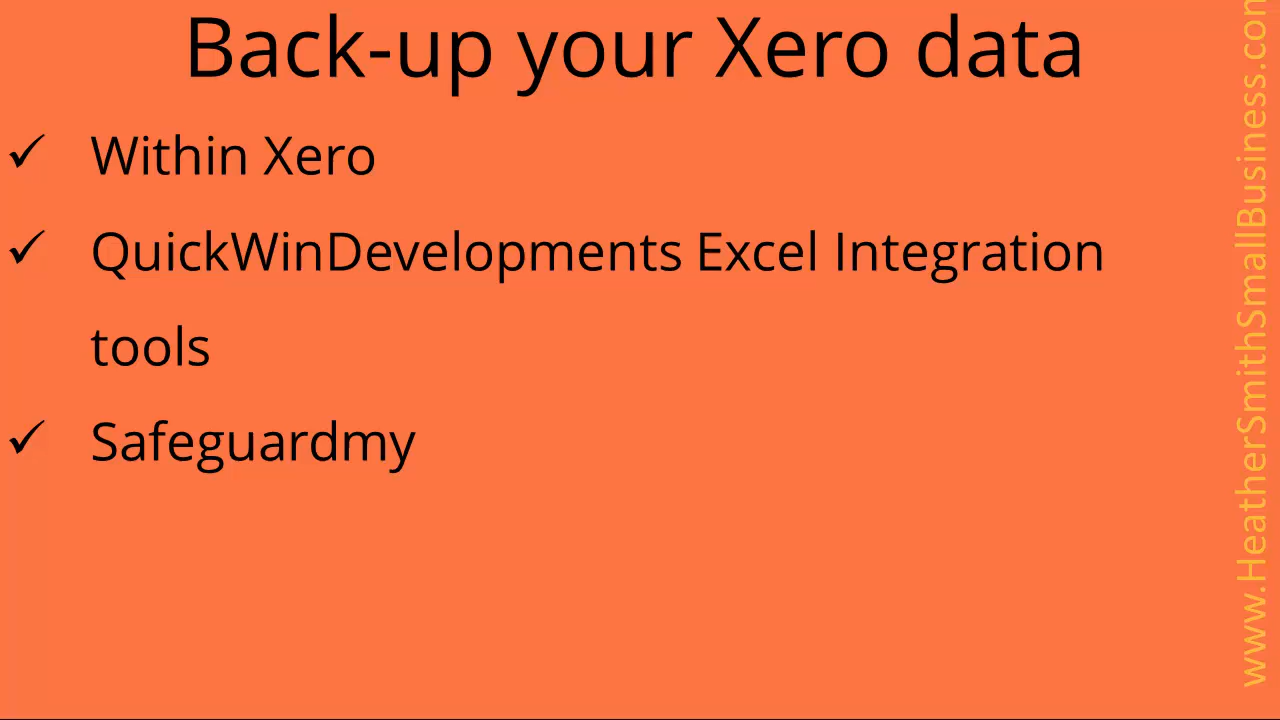 Back-up your Xero data
✓ Within Xero
✓ QuickWinDevelopments Excel Integration
tools
✓ Safeguardmy
www.HeatherSmithSmallBusiness.com